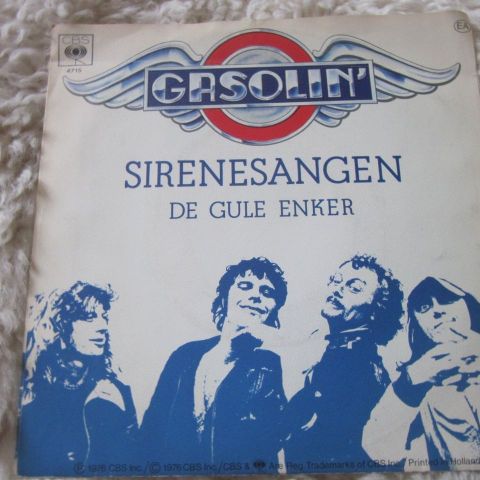 CBS
4715
EA
GASOLIN'
SIRENESANGEN
DE GULE ENKER
Ⓟ 1976 CBS Inc./© 1976 CBS Inc./CBS & Are Reg. Trademarks of CBS Inc./Printed in Holland